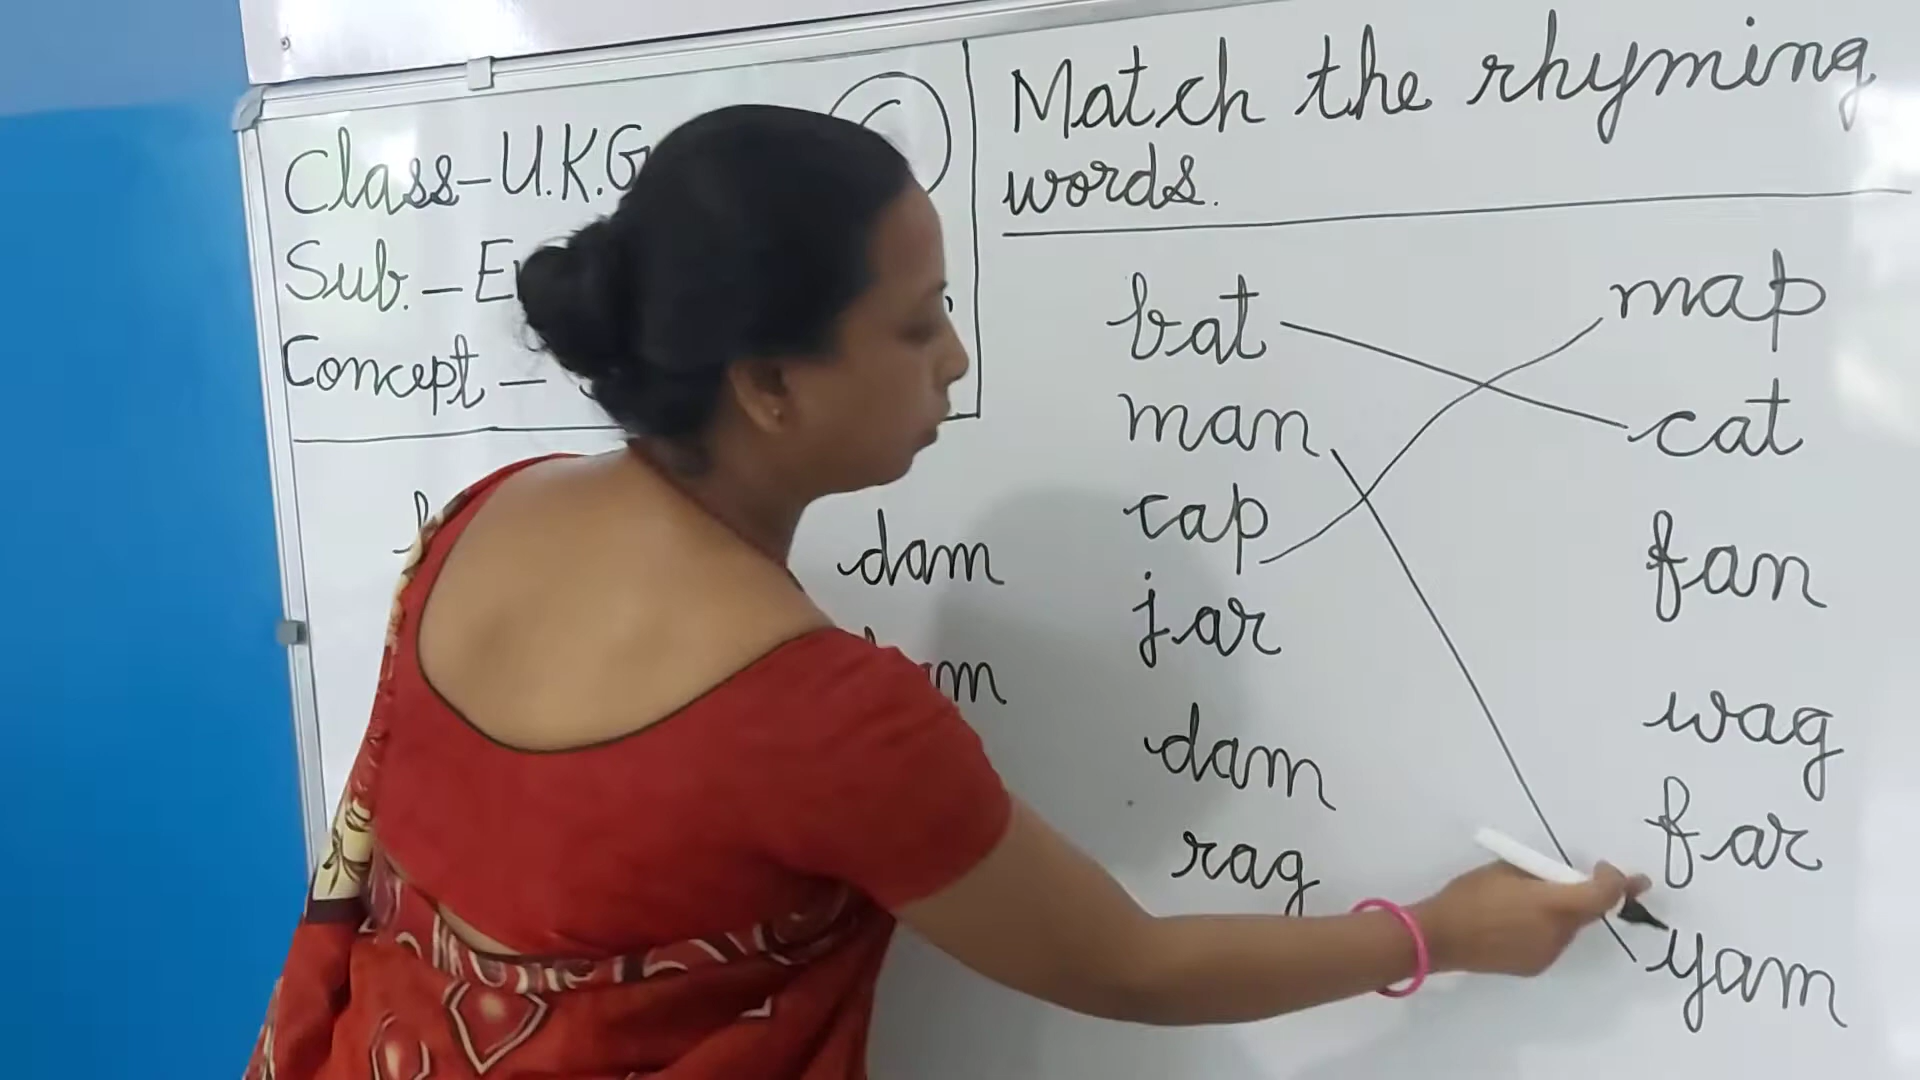 Class-U.K.G
Sub.-
Concept -
dam
Match the rhyming
words.
bat map
man cat
cap fan
jar wag
dam far
rag yam